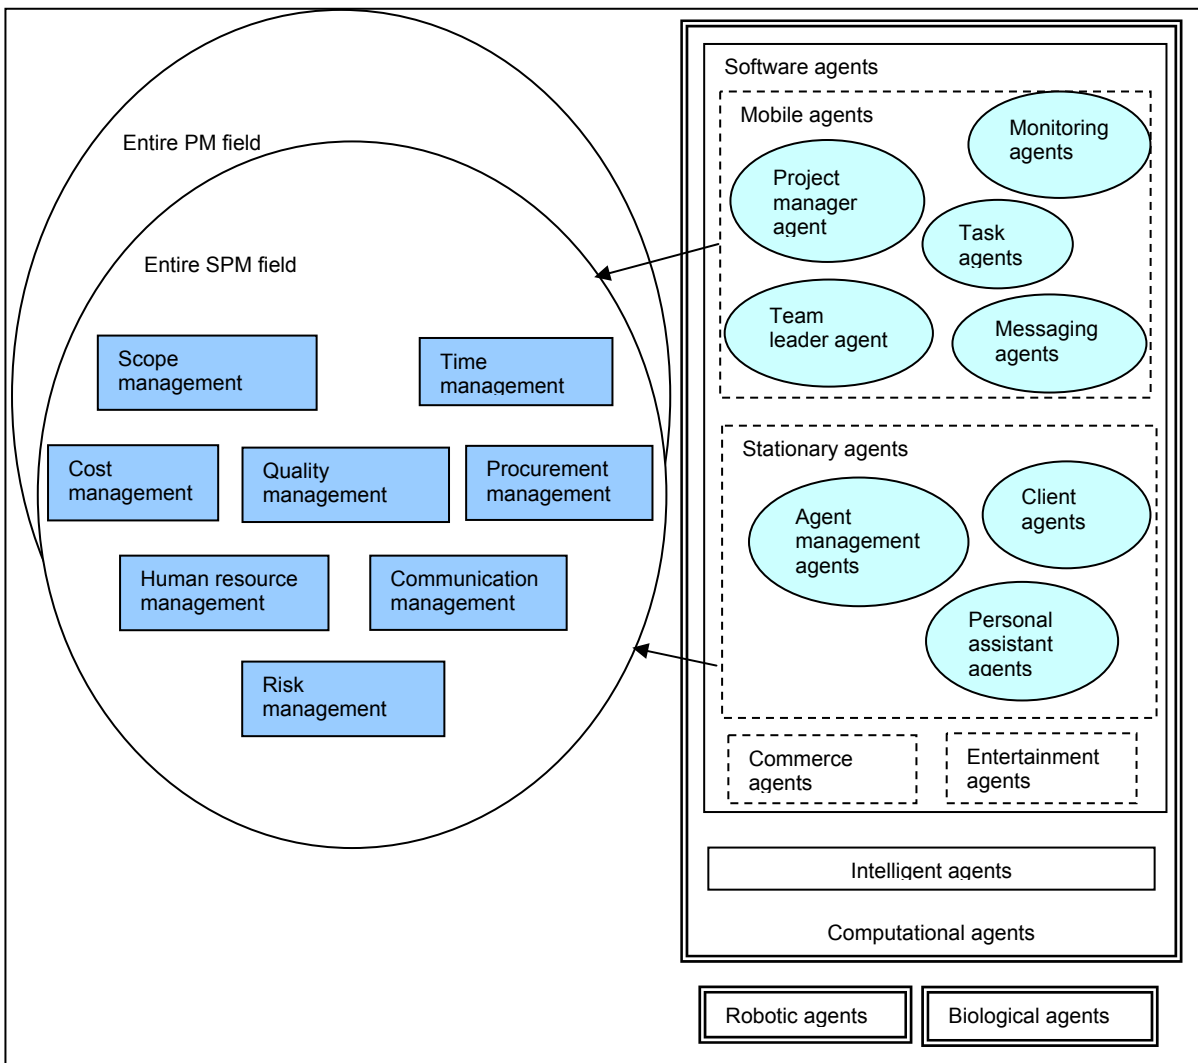 Entire PM field
Entire SPM field
Scope
management
Time
management
Cost
management
Quality
management
Procurement
management
Human resource
management
Communication
management
Risk
management
Software agents
Mobile agents
Monitoring
agents
Project
manager
agent
Task
agents
Team
leader agent
Messaging
agents
Stationary agents
Client
agents
Agent
management
agents
Personal
assistant
agents
Commerce
agents
Entertainment
agents
Intelligent agents
Computational agents
Robotic agents
Biological agents